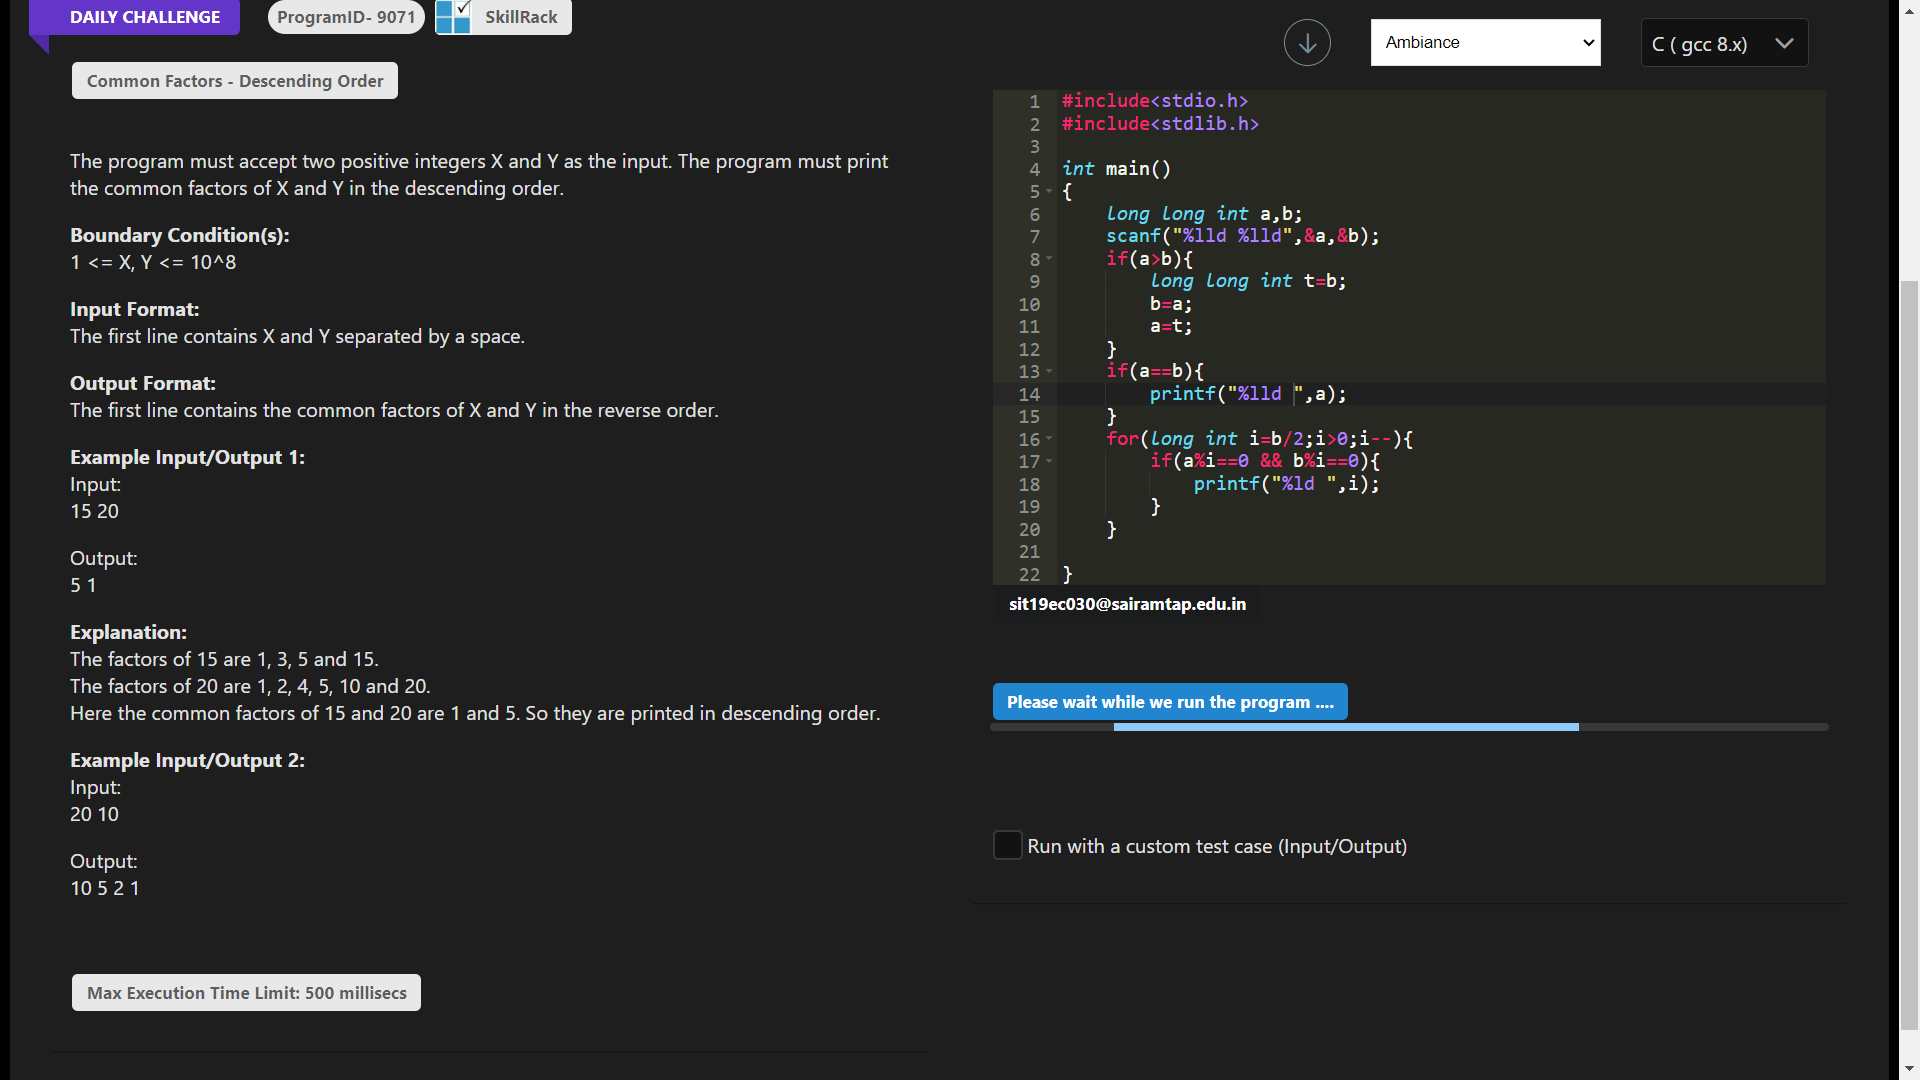 DAILY CHALLENGE
ProgramID- 9071
SkillRack
Common Factors - Descending Order
The program must accept two positive integers X and Y as the input. The program must print
the common factors of X and Y in the descending order.
Boundary Condition(s):
1 <= X, Y <= 10^8
Input Format:
The first line contains X and Y separated by a space.
Output Format:
The first line contains the common factors of X and Y in the reverse order.
Example Input/Output 1:
Input:
15 20
Output:
5 1
Explanation:
The factors of 15 are 1, 3, 5 and 15.
The factors of 20 are 1, 2, 4, 5, 10 and 20.
Here the common factors of 15 and 20 are 1 and 5. So they are printed in descending order.
Example Input/Output 2:
Input:
20 10
Output:
10 5 2 1
Max Execution Time Limit: 500 millisecs
Ambiance
C ( gcc 8.x)
1 #include<stdio.h>
2 #include<stdlib.h>
3
4 int main()
5 {
6     long long int a,b;
7     scanf("%lld %lld",&a,&b);
8     if(a>b){
9         long long int t=b;
10         b=a;
11         a=t;
12     }
13     if(a==b){
14         printf("%lld ",a);
15     }
16     for(long int i=b/2;i>0;i--){
17         if(a%i==0 && b%i==0){
18             printf("%ld ",i);
19         }
20     }
21
22 }
sit19ec030@sairamtap.edu.in
Please wait while we run the program ....
Run with a custom test case (Input/Output)